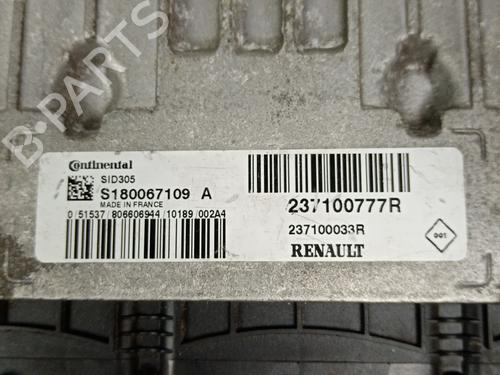 Continental
SID305
S180067109 A
MADE IN FRANCE
0 51537 / 806606944 / 10189 002A4
237100777R
237100033R
RENAULT
001
B-PARTS